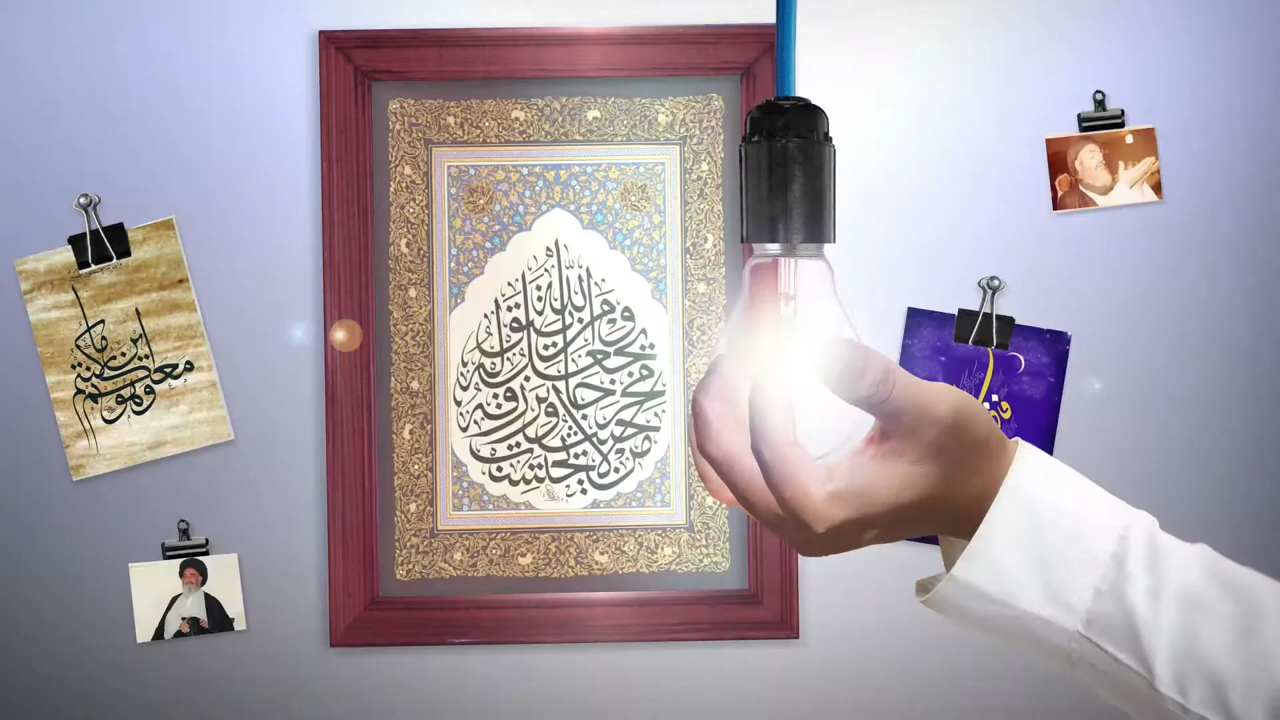 ومن يتق الله
يجعل له مخرجا
ويرزقه من حيث
لا يحتسب
وهو معكم
أين ما كنتم